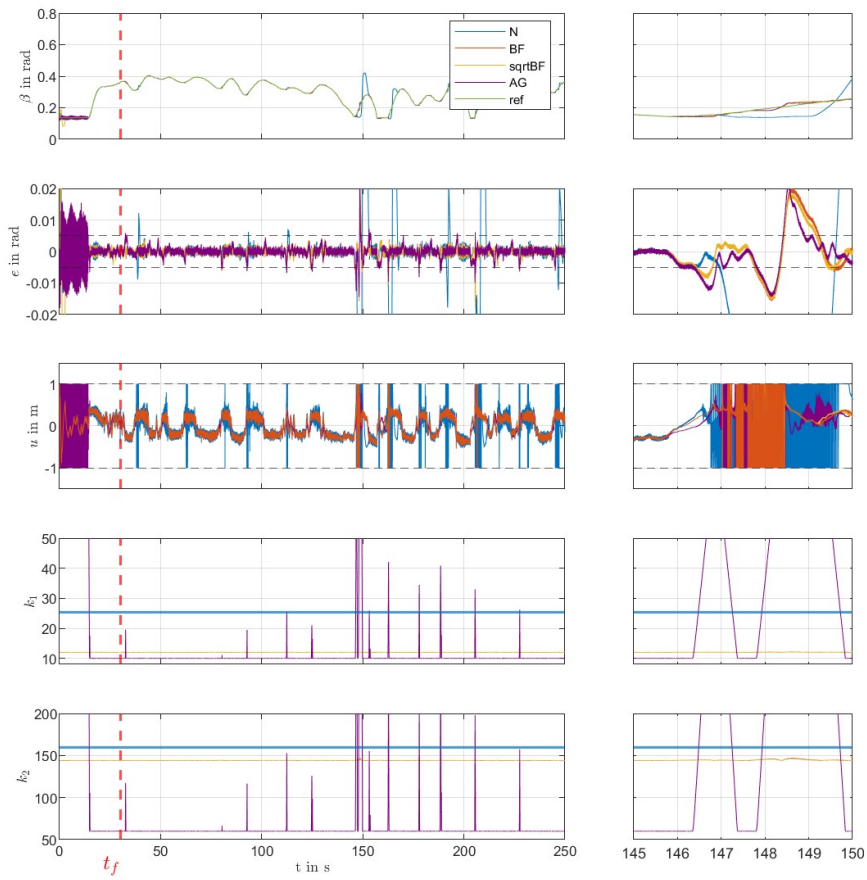 0.8
0.6
0.4
0.2
0
β in rad
N
BF
sqrtBF
AG
ref
0.02
0.01
0
-0.01
-0.02
e in rad
1
0
-1
u in m
50
40
30
20
10
k₁
200
150
100
50
k₂
0 50 100 150 200 250
145 146 147 148 149 150
t_f
t in s